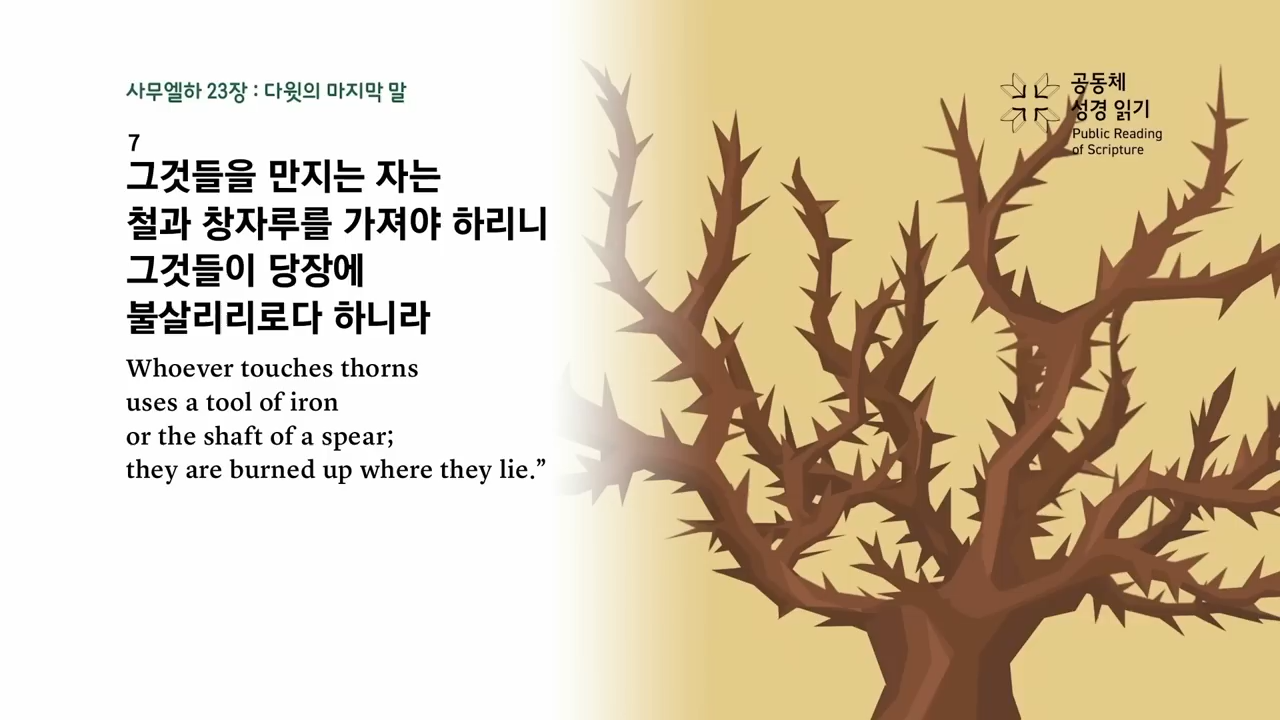 사무엘하 23장 : 다윗의 마지막 말
7
그것들을 만지는 자는
철과 창자루를 가져야 하리니
그것들이 당장에
불살리리로다 하니라
Whoever touches thorns
uses a tool of iron
or the shaft of a spear;
they are burned up where they lie.”
공동체
성경 읽기
Public Reading
of Scripture